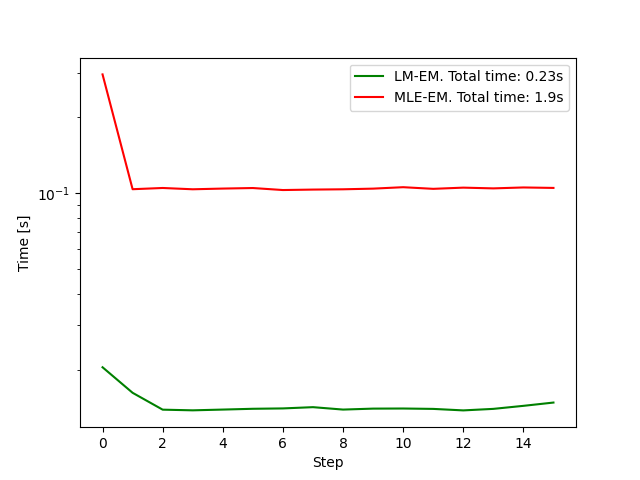 LM-EM. Total time: 0.23s
MLE-EM. Total time: 1.9s
10⁻¹
Time [s]
0 2 4 6 8 10 12 14
Step